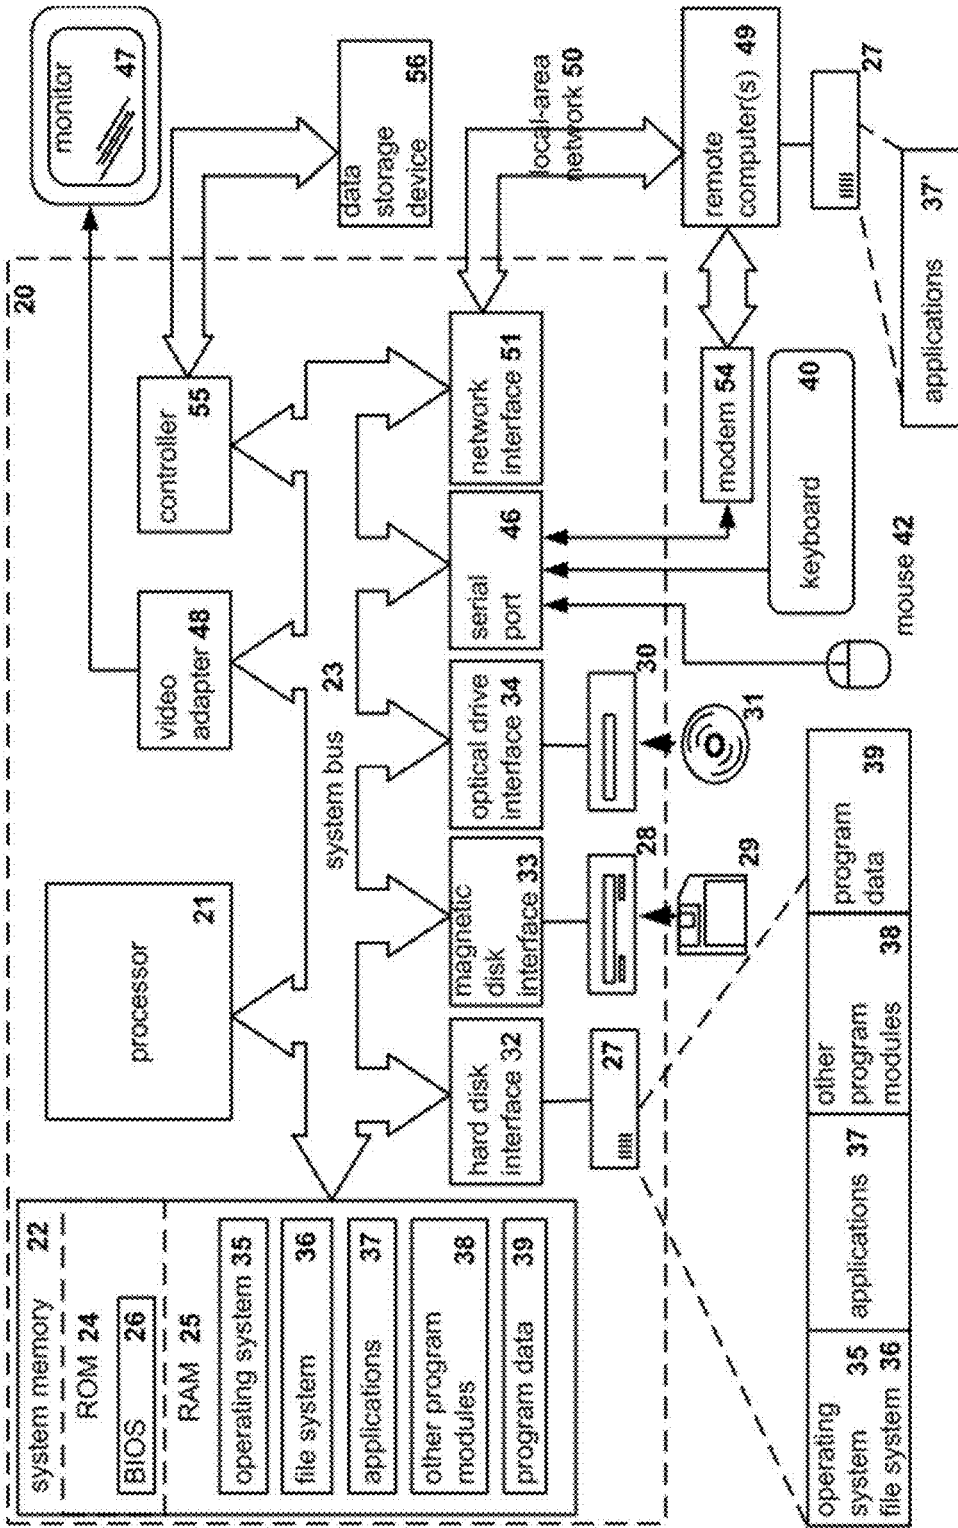 system memory 22
ROM 24
BIOS 26
RAM 25
operating system 35
file system 36
applications 37
other program
modules 38
program data 39
20
processor
21
video
adapter 48
controller
55
monitor
47
system bus 23
data
storage
device
56
hard disk
interface 32
magnetic
disk
interface 33
optical drive
interface 34
serial
port 46
network
interface 51
local-area
network 50
27
28
30
29
31
modem 54
remote
computer(s)
49
27
keyboard
40
mouse 42
applications 37'
operating
system 35
file system 36
applications 37
other
program
modules 38
program
data
39